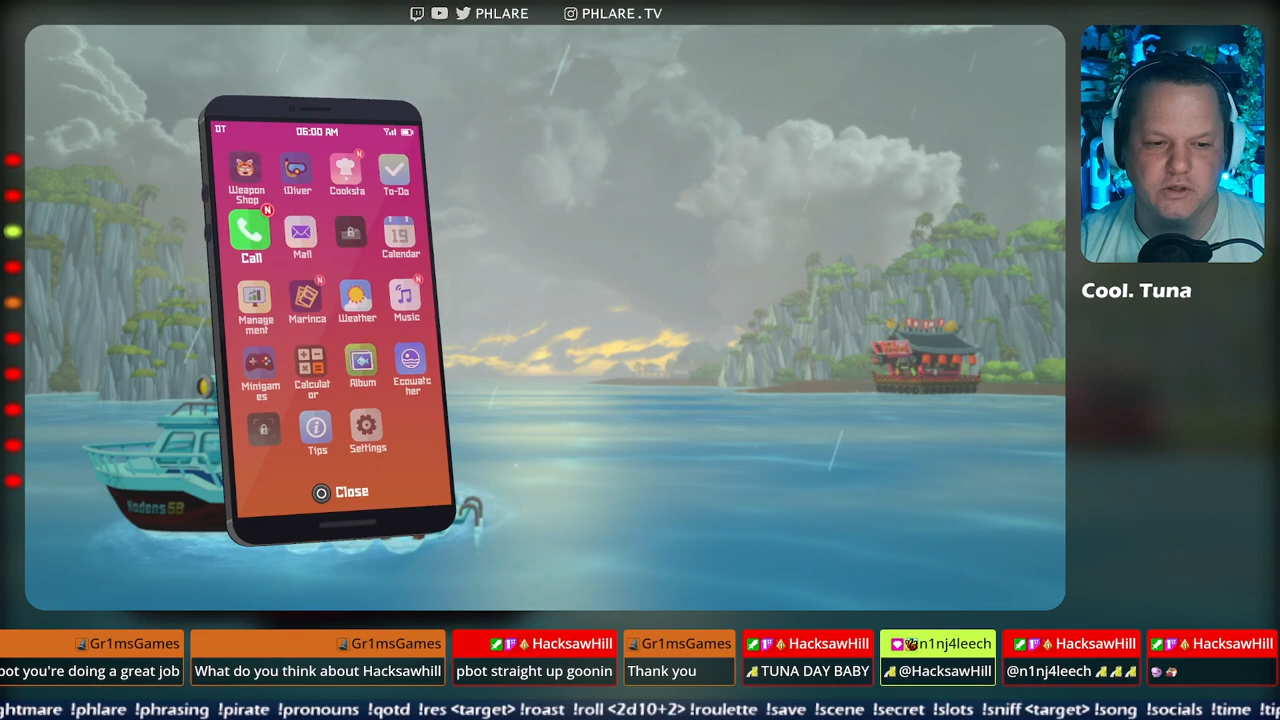 PHLARE
PHLARE.TV
DT
06:00 AM
Weapon
Shop
iDiver
Cooksta
N
To-Do
Call
N
Mail
19
Calendar
Manage
ment
Marinca
N
Weather
Music
N
Minigam
es
Calculat
or
Album
Ecowatc
her
Tips
Settings
Close
Nodens58
Cool. Tuna
Gr1msGames
Gr1msGames
HacksawHill
Gr1msGames
HacksawHill
n1nj4leech
HacksawHill
HacksawHill
bot you're doing a great job
What do you think about Hacksawhill
pbot straight up goonin
Thank you
TUNA DAY BABY
@HacksawHill
@n1nj4leech
ghtmare !phlare !phrasing !pirate !pronouns !qotd !res <target> !roast !roll <2d10+2> !roulette !save !scene !secret !slots !sniff <target> !song !socials !time !ti